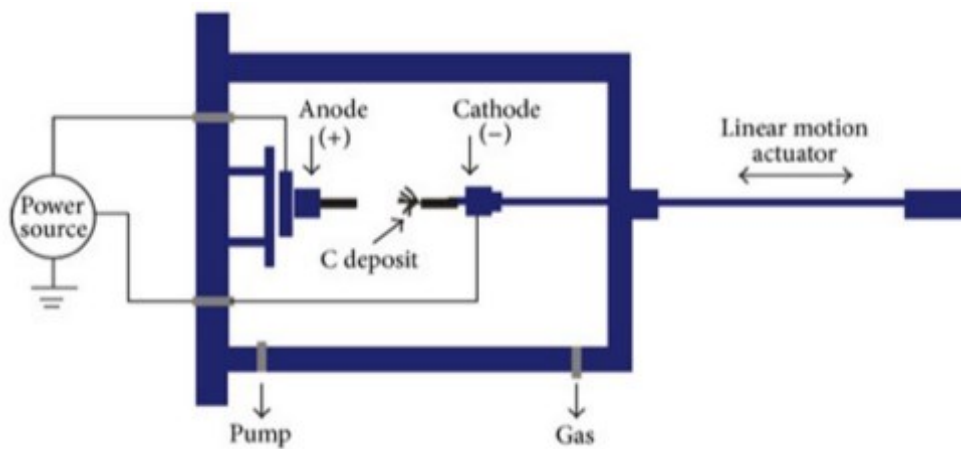 Anode
(+)
Cathode
(−)
Linear motion
actuator
Power
source
C deposit
Pump
Gas